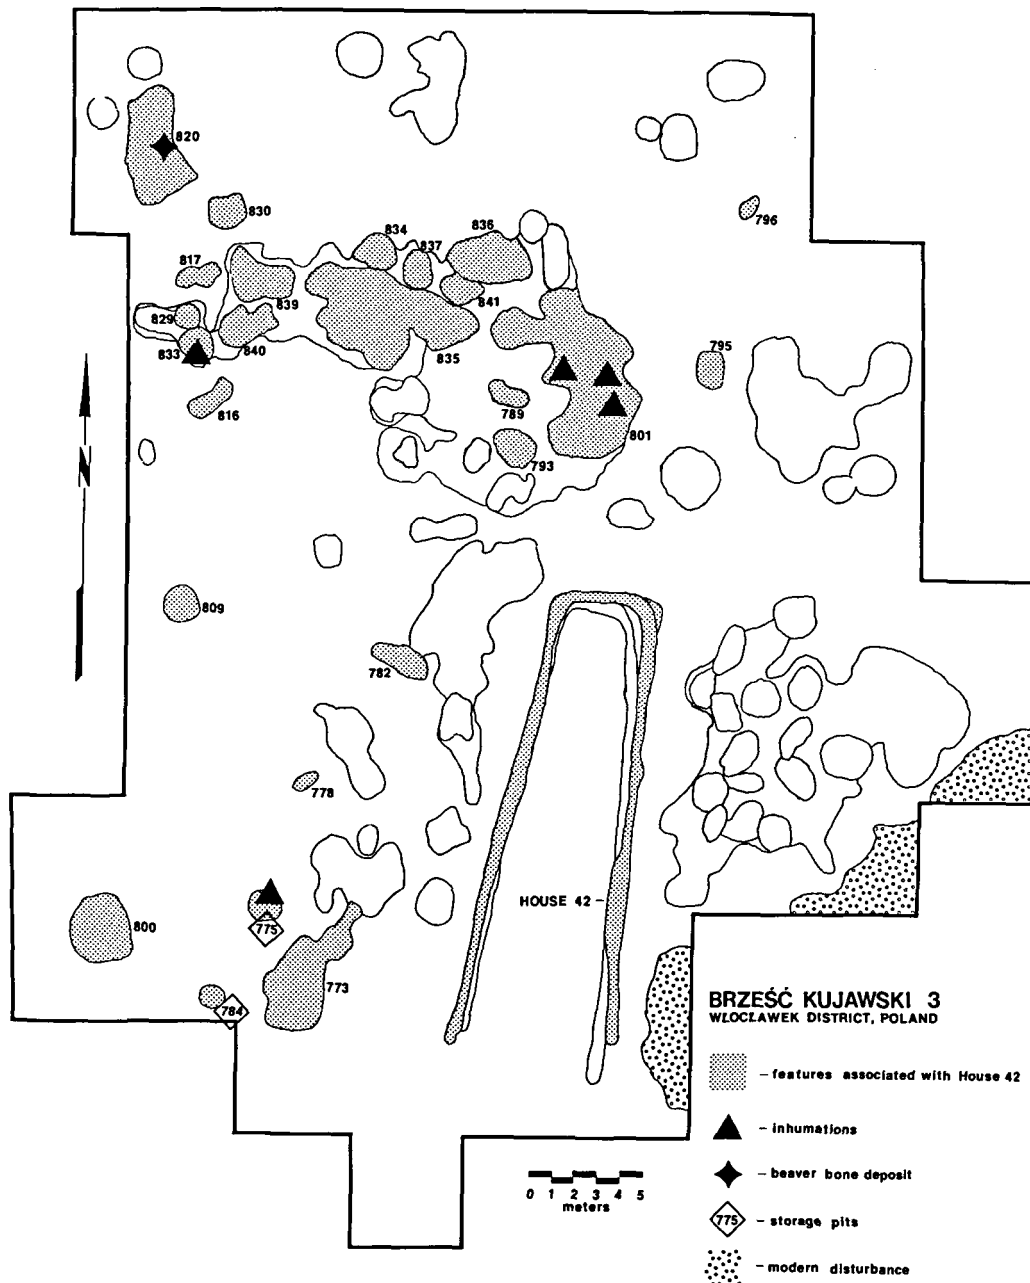 820
830
834
837
836
796
817
839
841
829
840
835
795
833
816
789
801
793
N
809
782
778
HOUSE 42 –
775
800
773
784
BRZEŚĆ KUJAWSKI 3
WŁOCŁAWEK DISTRICT, POLAND
– features associated with House 42
– inhumations
– beaver bone deposit
775 – storage pits
– modern disturbance
0 1 2 3 4 5
meters